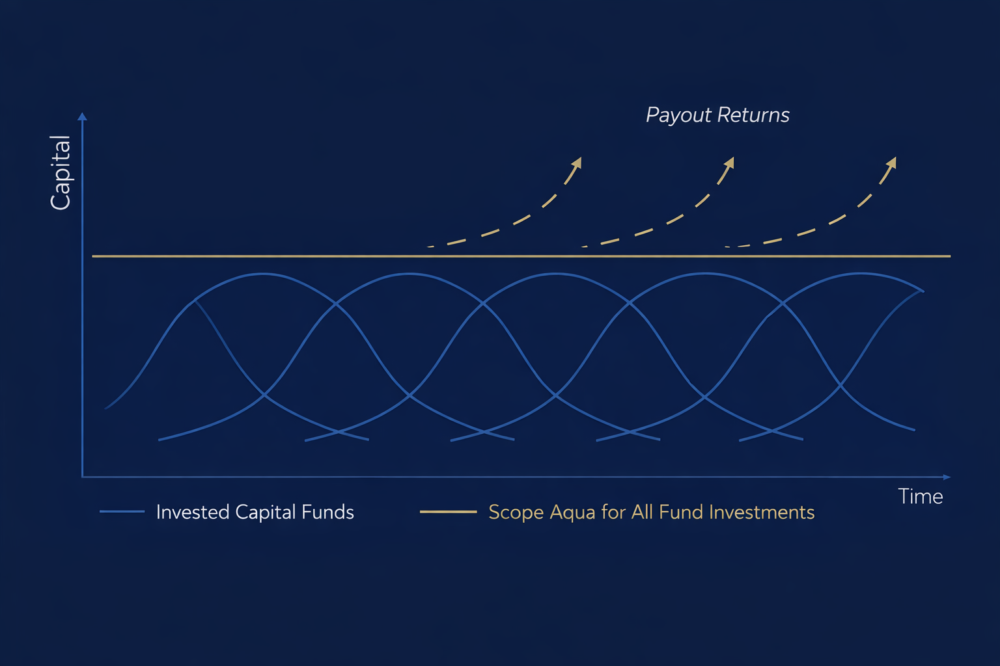 Payout Returns
Capital
Time
Invested Capital Funds
Scope Aqua for All Fund Investments